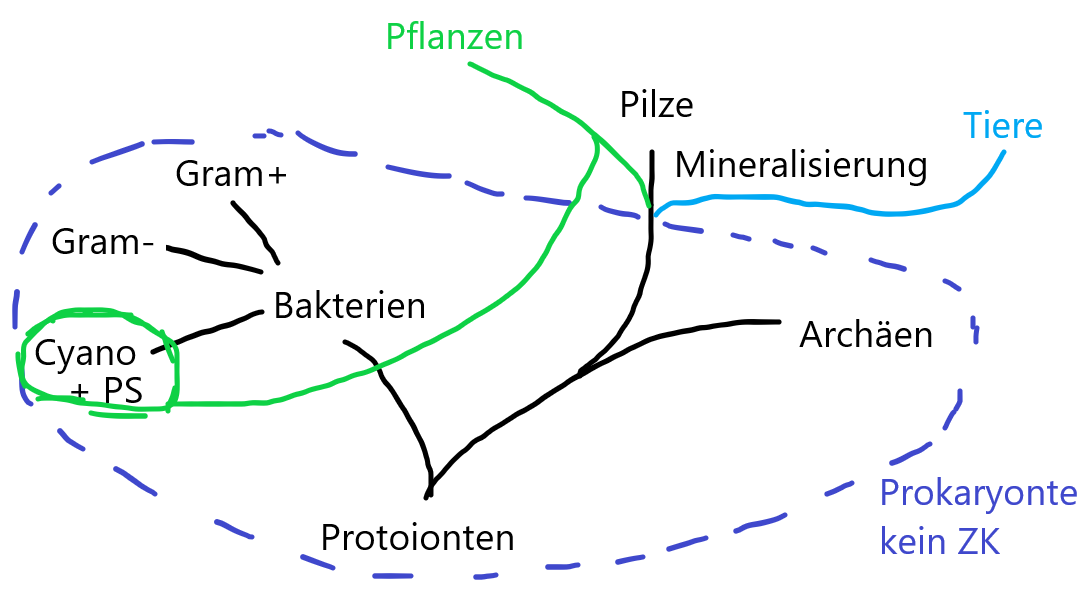 Pflanzen
Pilze
Tiere
Mineralisierung
Gram+
Gram-
Bakterien
Archäen
Cyano
+ PS
Prokaryonte
kein ZK
Protoionten